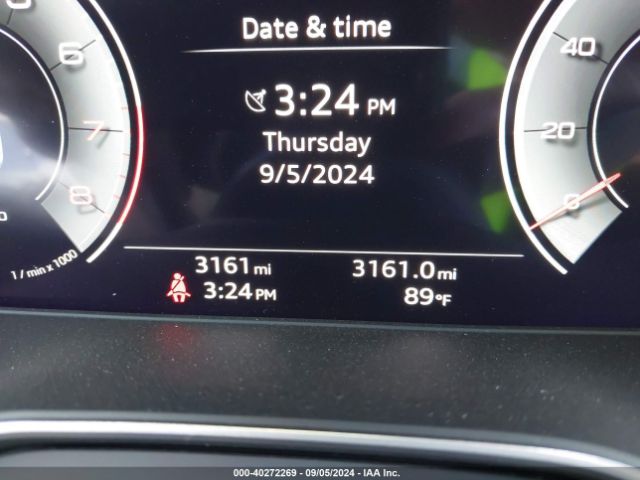 Date & time
3:24 PM
Thursday
9/5/2024
6
7
8
1 / min x 1000
40
20
0
3161 mi
3161.0 mi
3:24 PM
89°F
000-40272269 - 09/05/2024 - IAA Inc.